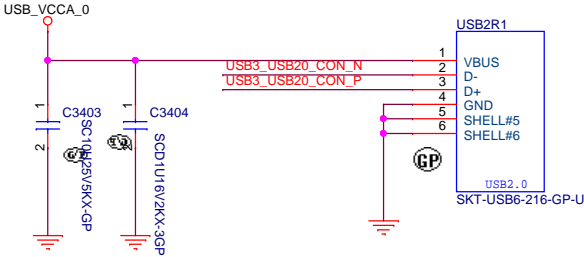 USB_VCCA_0
USB2R1
1
VBUS
USB3_USB20_CON_N
2
D-
USB3_USB20_CON_P
3
D+
4
GND
5
SHELL#5
6
SHELL#6
1
C3403
2
SC10U25V5KX-GP
1
C3404
SCD1U16V2KX-3GP
GP
USB2.0
SKT-USB6-216-GP-U